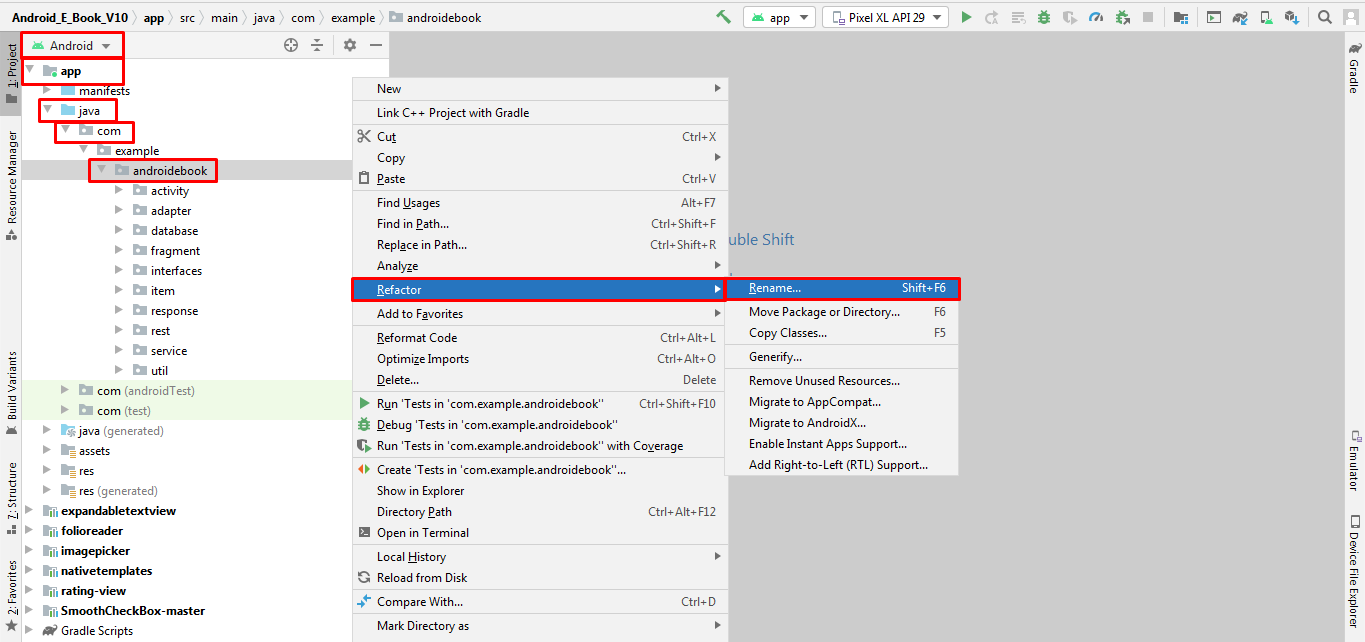 Android_E_Book_V10 app src main java com example androidebook
app
Pixel XL API 29
Android
1: Project
Resource Manager
Build Variants
7: Structure
2: Favorites
app
manifests
java
com
example
androidebook
activity
adapter
database
fragment
interfaces
item
response
rest
service
util
com (androidTest)
com (test)
java (generated)
assets
res
res (generated)
expandabletextview
folioreader
imagepicker
nativetemplates
rating-view
SmoothCheckBox-master
Gradle Scripts
New
Link C++ Project with Gradle
Cut Ctrl+X
Copy
Paste Ctrl+V
Find Usages Alt+F7
Find in Path... Ctrl+Shift+F
Replace in Path... Ctrl+Shift+R
Analyze
Refactor
Add to Favorites
Reformat Code Ctrl+Alt+L
Optimize Imports Ctrl+Alt+O
Delete... Delete
Run 'Tests in 'com.example.androidebook'' Ctrl+Shift+F10
Debug 'Tests in 'com.example.androidebook''
Run 'Tests in 'com.example.androidebook'' with Coverage
Create 'Tests in 'com.example.androidebook''...
Show in Explorer
Directory Path Ctrl+Alt+F12
Open in Terminal
Local History
Reload from Disk
Compare With... Ctrl+D
Mark Directory as
uble Shift
Rename... Shift+F6
Move Package or Directory... F6
Copy Classes... F5
Generify...
Remove Unused Resources...
Migrate to AppCompat...
Migrate to AndroidX...
Enable Instant Apps Support...
Add Right-to-Left (RTL) Support...
Gradle
Emulator
Device File Explorer